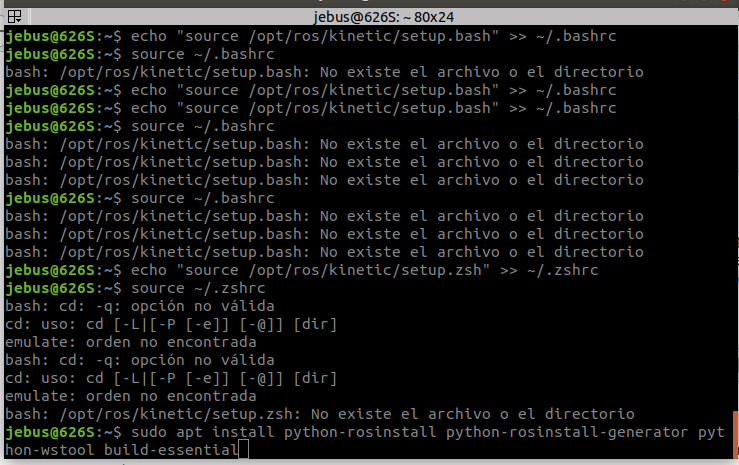 jebus@626S: ~ 80x24
jebus@626S:~$ echo "source /opt/ros/kinetic/setup.bash" >> ~/.bashrc
jebus@626S:~$ source ~/.bashrc
bash: /opt/ros/kinetic/setup.bash: No existe el archivo o el directorio
jebus@626S:~$ echo "source /opt/ros/kinetic/setup.bash" >> ~/.bashrc
jebus@626S:~$ echo "source /opt/ros/kinetic/setup.bash" >> ~/.bashrc
jebus@626S:~$ source ~/.bashrc
bash: /opt/ros/kinetic/setup.bash: No existe el archivo o el directorio
bash: /opt/ros/kinetic/setup.bash: No existe el archivo o el directorio
bash: /opt/ros/kinetic/setup.bash: No existe el archivo o el directorio
jebus@626S:~$ source ~/.bashrc
bash: /opt/ros/kinetic/setup.bash: No existe el archivo o el directorio
bash: /opt/ros/kinetic/setup.bash: No existe el archivo o el directorio
bash: /opt/ros/kinetic/setup.bash: No existe el archivo o el directorio
jebus@626S:~$ echo "source /opt/ros/kinetic/setup.zsh" >> ~/.zshrc
jebus@626S:~$ source ~/.zshrc
bash: cd: -q: opción no válida
cd: uso: cd [-L|[-P [-e]] [-@]] [dir]
emulate: orden no encontrada
bash: cd: -q: opción no válida
cd: uso: cd [-L|[-P [-e]] [-@]] [dir]
emulate: orden no encontrada
bash: /opt/ros/kinetic/setup.zsh: No existe el archivo o el directorio
jebus@626S:~$ sudo apt install python-rosinstall python-rosinstall-generator pyt
hon-wstool build-essential